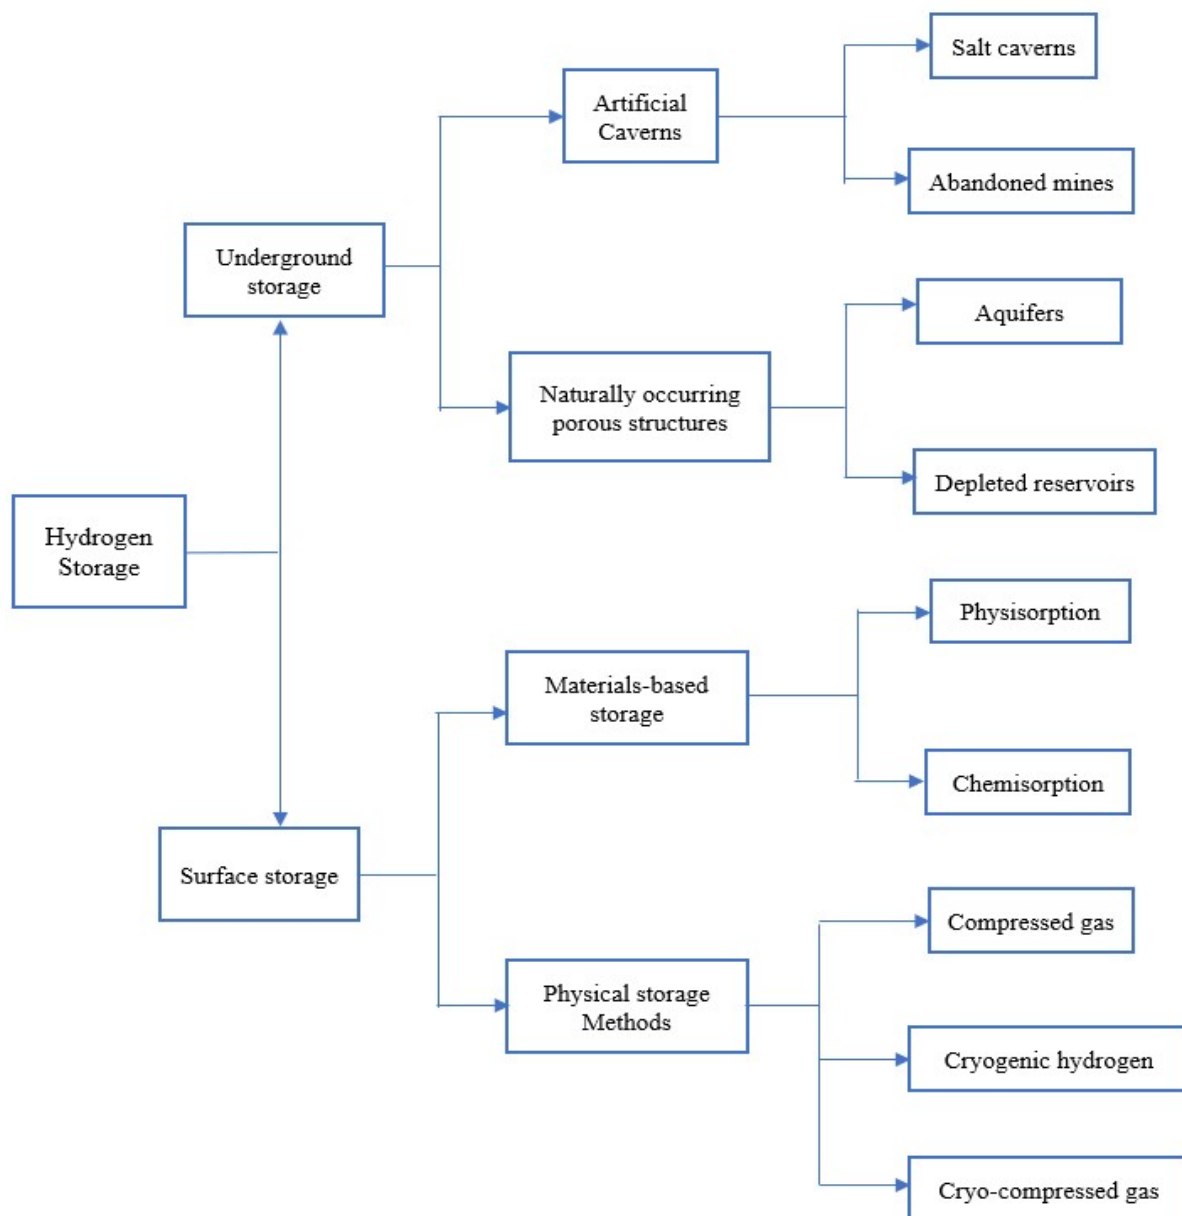 Salt caverns
Artificial
Caverns
Abandoned mines
Underground
storage
Aquifers
Naturally occurring
porous structures
Depleted reservoirs
Hydrogen
Storage
Physisorption
Materials-based
storage
Chemisorption
Surface storage
Compressed gas
Physical storage
Methods
Cryogenic hydrogen
Cryo-compressed gas